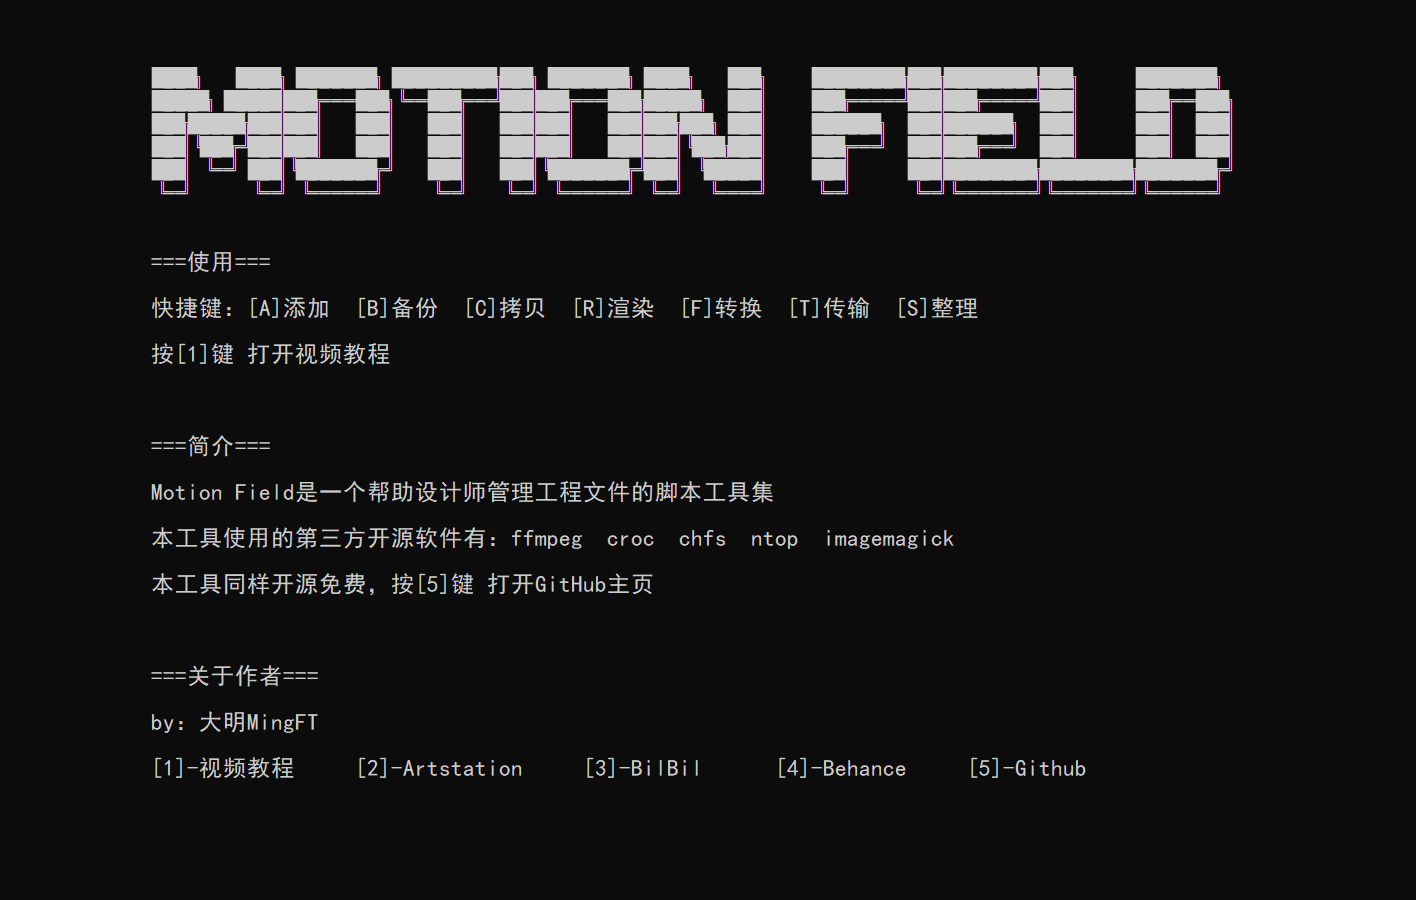 MOTION FIELD
===使用===
快捷键：[A]添加 [B]备份 [C]拷贝 [R]渲染 [F]转换 [T]传输 [S]整理
按[1]键 打开视频教程
===简介===
Motion Field是一个帮助设计师管理工程文件的脚本工具集
本工具使用的第三方开源软件有：ffmpeg croc chfs ntop imagemagick
本工具同样开源免费，按[5]键 打开GitHub主页
===关于作者===
by：大明MingFT
[1]-视频教程 [2]-Artstation [3]-BilBil [4]-Behance [5]-Github